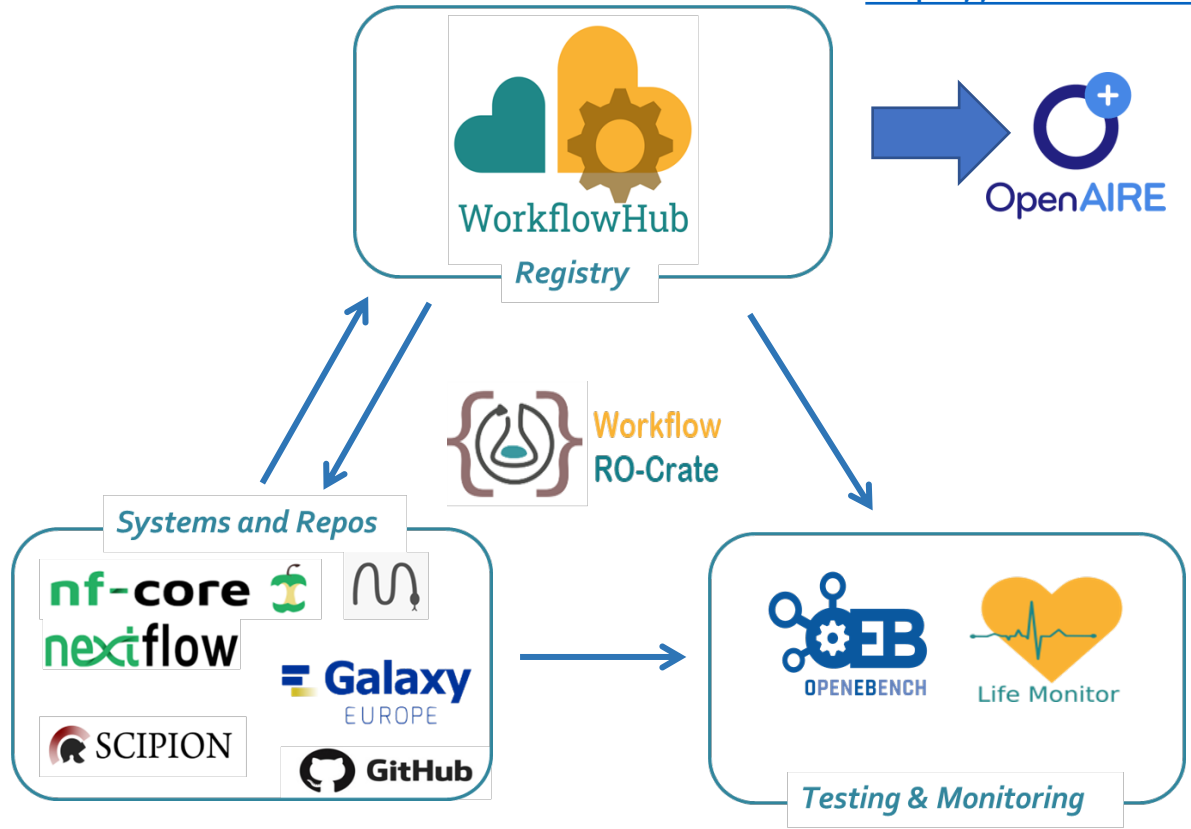 WorkflowHub
Registry
OpenAIRE
Workflow
RO-Crate
Systems and Repos
nf-core
nextflow
Galaxy
EUROPE
SCIPION
GitHub
EB
OPENEBENCH
Life Monitor
Testing & Monitoring